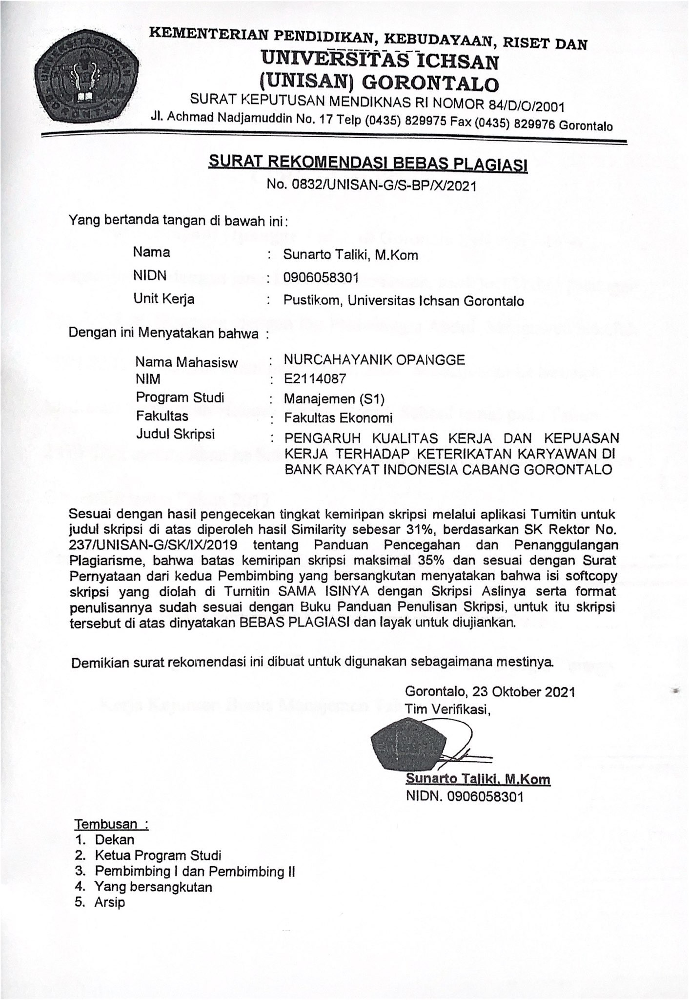 KEMENTERIAN PENDIDIKAN, KEBUDAYAAN, RISET DAN
UNIVERSITAS ICHSAN
(UNISAN) GORONTALO
SURAT KEPUTUSAN MENDIKNAS RI NOMOR 84/D/O/2001
Jl. Achmad Nadjamuddin No. 17 Telp (0435) 829975 Fax (0435) 829976 Gorontalo
SURAT REKOMENDASI BEBAS PLAGIASI
No. 0832/UNISAN-G/S-BP/X/2021
Yang bertanda tangan di bawah ini :
Nama : Sunarto Taliki, M.Kom
NIDN : 0906058301
Unit Kerja : Pustikom, Universitas Ichsan Gorontalo
Dengan ini Menyatakan bahwa :
Nama Mahasisw : NURCAHAYANIK OPANGGE
NIM : E2114087
Program Studi : Manajemen (S1)
Fakultas : Fakultas Ekonomi
Judul Skripsi : PENGARUH KUALITAS KERJA DAN KEPUASAN
KERJA TERHADAP KETERIKATAN KARYAWAN DI
BANK RAKYAT INDONESIA CABANG GORONTALO
Sesuai dengan hasil pengecekan tingkat kemiripan skripsi melalui aplikasi Turnitin untuk
judul skripsi di atas diperoleh hasil Similarity sebesar 31%, berdasarkan SK Rektor No.
237/UNISAN-G/SK/IX/2019 tentang Panduan Pencegahan dan Penanggulangan
Plagiarisme, bahwa batas kemiripan skripsi maksimal 35% dan sesuai dengan Surat
Pernyataan dari kedua Pembimbing yang bersangkutan menyatakan bahwa isi softcopy
skripsi yang diolah di Turnitin SAMA ISINYA dengan Skripsi Aslinya serta format
penulisannya sudah sesuai dengan Buku Panduan Penulisan Skripsi, untuk itu skripsi
tersebut di atas dinyatakan BEBAS PLAGIASI dan layak untuk diujiankan.
Demikian surat rekomendasi ini dibuat untuk digunakan sebagaimana mestinya.
Gorontalo, 23 Oktober 2021
Tim Verifikasi,
Sunarto Taliki, M.Kom
NIDN. 0906058301
Tembusan :
1. Dekan
2. Ketua Program Studi
3. Pembimbing I dan Pembimbing II
4. Yang bersangkutan
5. Arsip